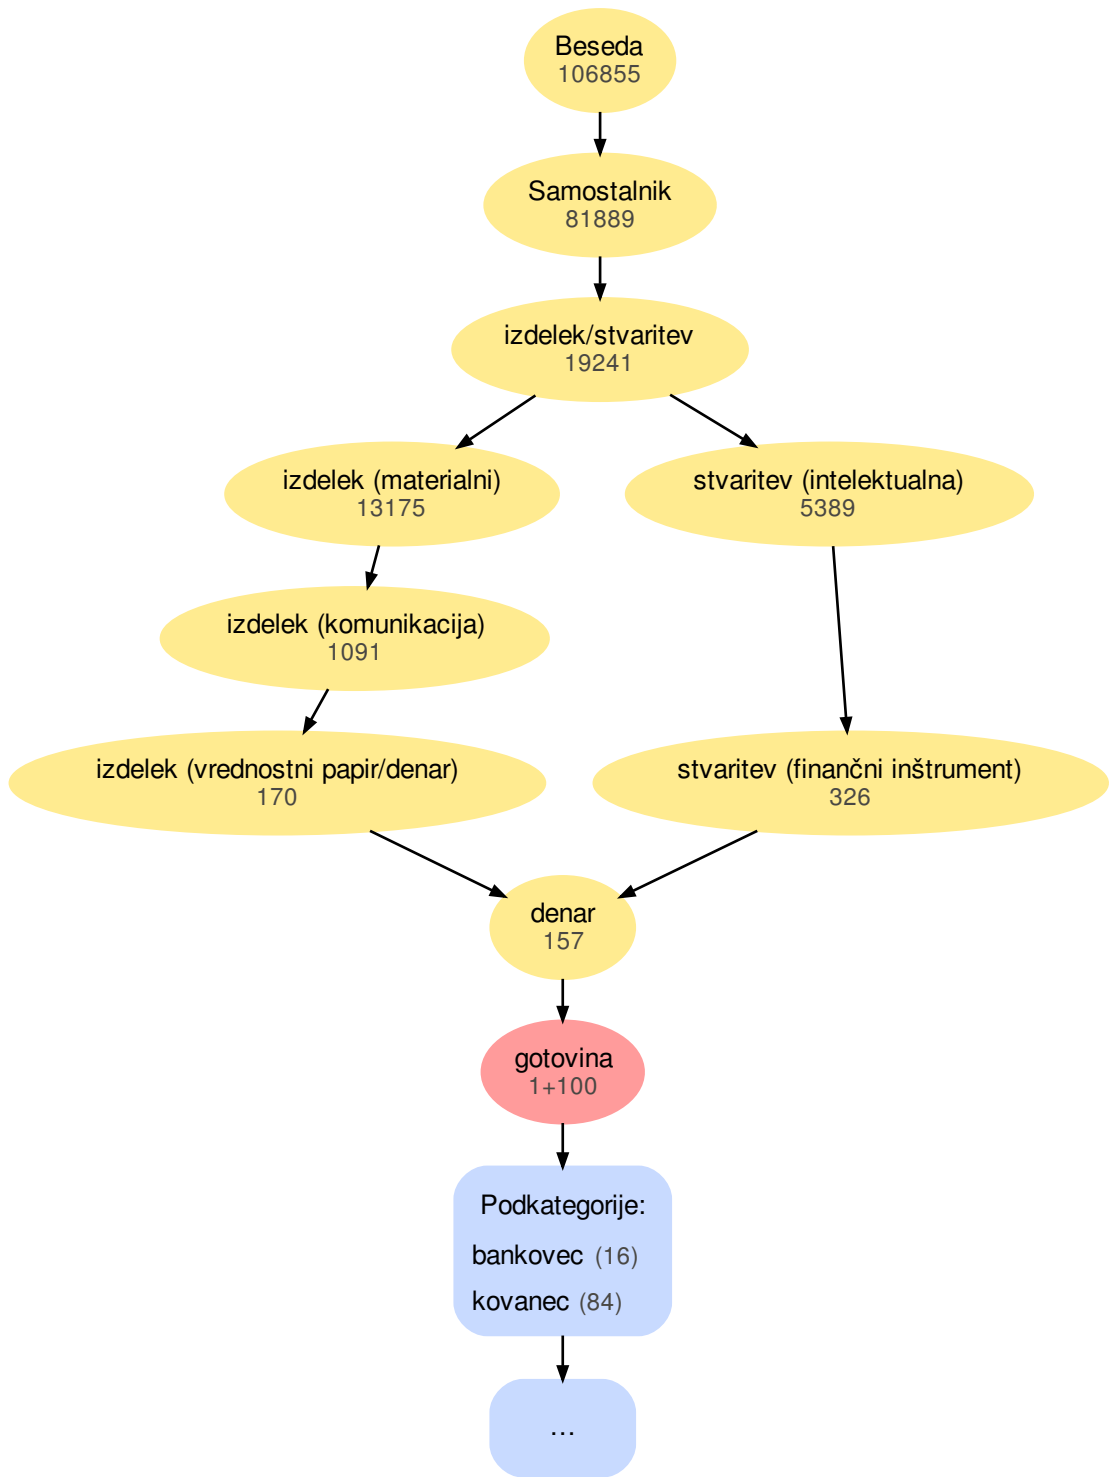 Beseda
106855
Samostalnik
81889
izdelek/stvaritev
19241
izdelek (materialni)
13175
stvaritev (intelektualna)
5389
izdelek (komunikacija)
1091
izdelek (vrednostni papir/denar)
170
stvaritev (finančni inštrument)
326
denar
157
gotovina
1+100
Podkategorije:
bankovec (16)
kovanec (84)
...